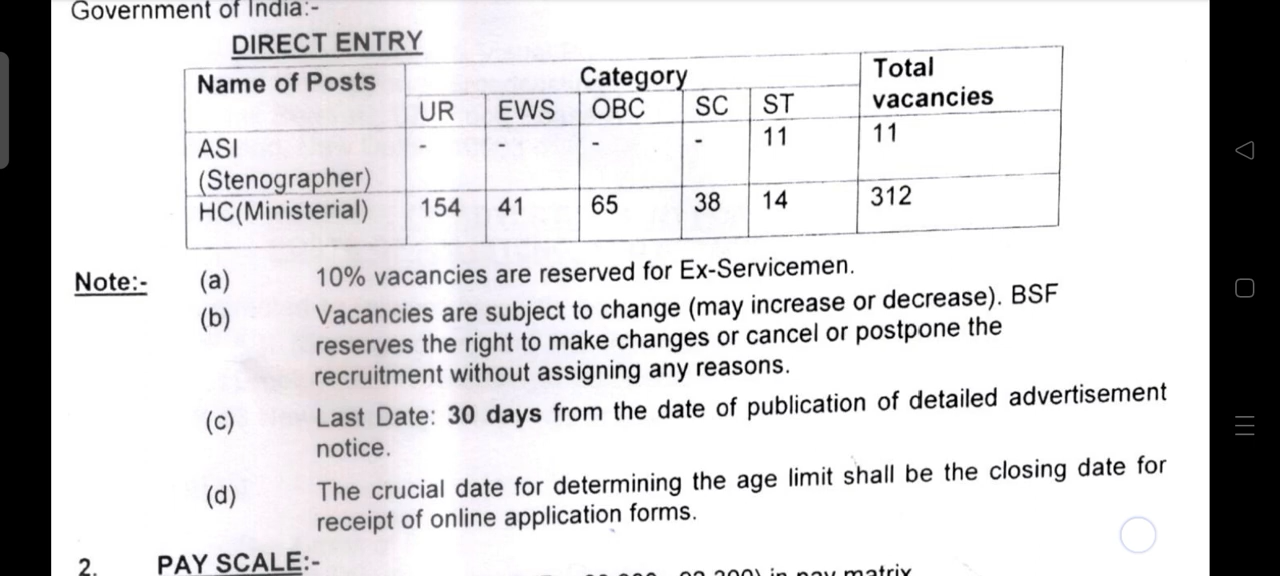 Government of India:-
DIRECT ENTRY
Name of Posts Category Total vacancies
UR EWS OBC SC ST
ASI (Stenographer) - - - - 11 11
HC(Ministerial) 154 41 65 38 14 312
Note:- (a) 10% vacancies are reserved for Ex-Servicemen.
(b) Vacancies are subject to change (may increase or decrease). BSF
reserves the right to make changes or cancel or postpone the
recruitment without assigning any reasons.
(c) Last Date: 30 days from the date of publication of detailed advertisement
notice.
(d) The crucial date for determining the age limit shall be the closing date for
receipt of online application forms.
2. PAY SCALE:-
in pay matrix